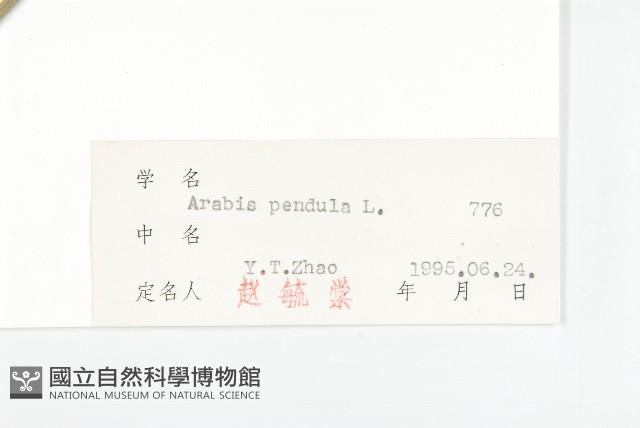 学 名
Arabis pendula L. 776
中 名
Y.T.Zhao 1995.06.24.
定名人 赵毓棠 年 月 日
國立自然科學博物館
NATIONAL MUSEUM OF NATURAL SCIENCE